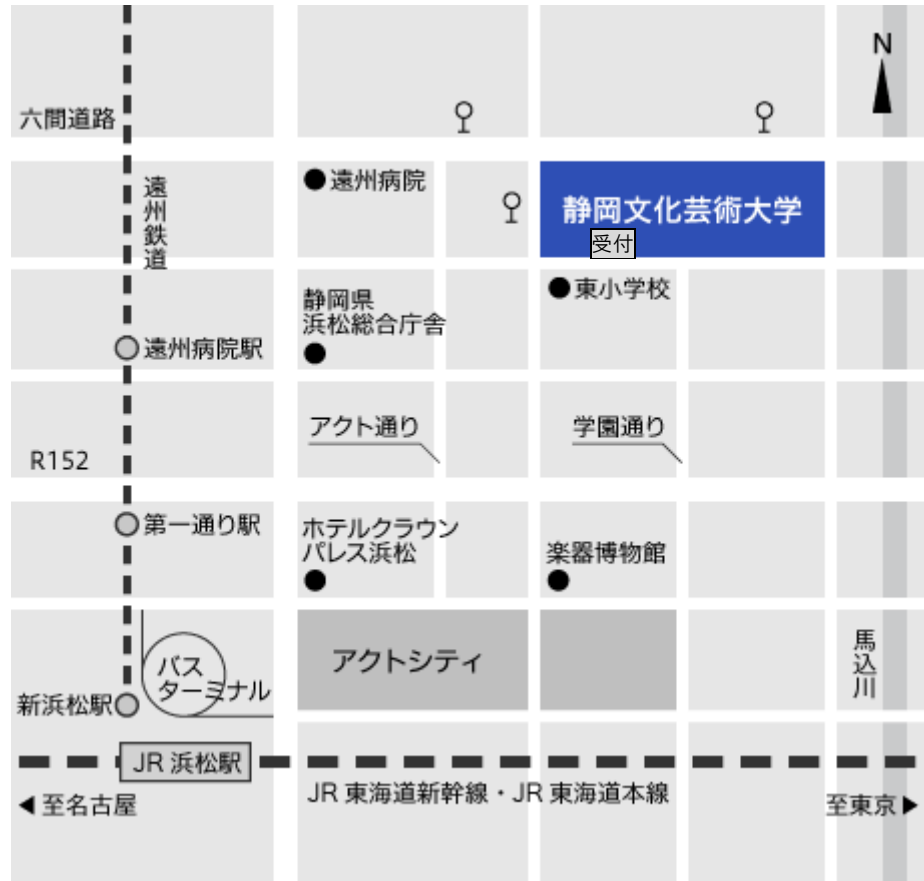 N
六間道路
遠州鉄道
遠州病院
静岡文化芸術大学
受付
静岡県
浜松総合庁舎
東小学校
遠州病院駅
アクト通り
学園通り
R152
第一通り駅
ホテルクラウン
パレス浜松
楽器博物館
バス
ターミナル
アクトシティ
馬込川
新浜松駅
JR 浜松駅
JR 東海道新幹線・JR 東海道本線
◀至名古屋
至東京▶